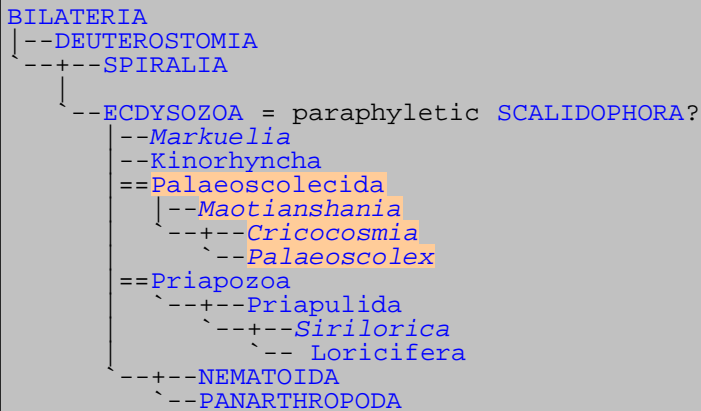 BILATERIA
|--DEUTEROSTOMIA
`--+--SPIRALIA
|
`--ECDYSOZOA = paraphyletic SCALIDOPHORA?
|--Markuelia
|--Kinorhyncha
|==Palaeoscolecida
|  |--Maotianshania
|  `--+--Cricocosmia
|     `--Palaeoscolex
|==Priapozoa
|  `--+--Priapulida
|     `--+--Sirilorica
|        `-- Loricifera
`--+--NEMATOIDA
`--PANARTHROPODA